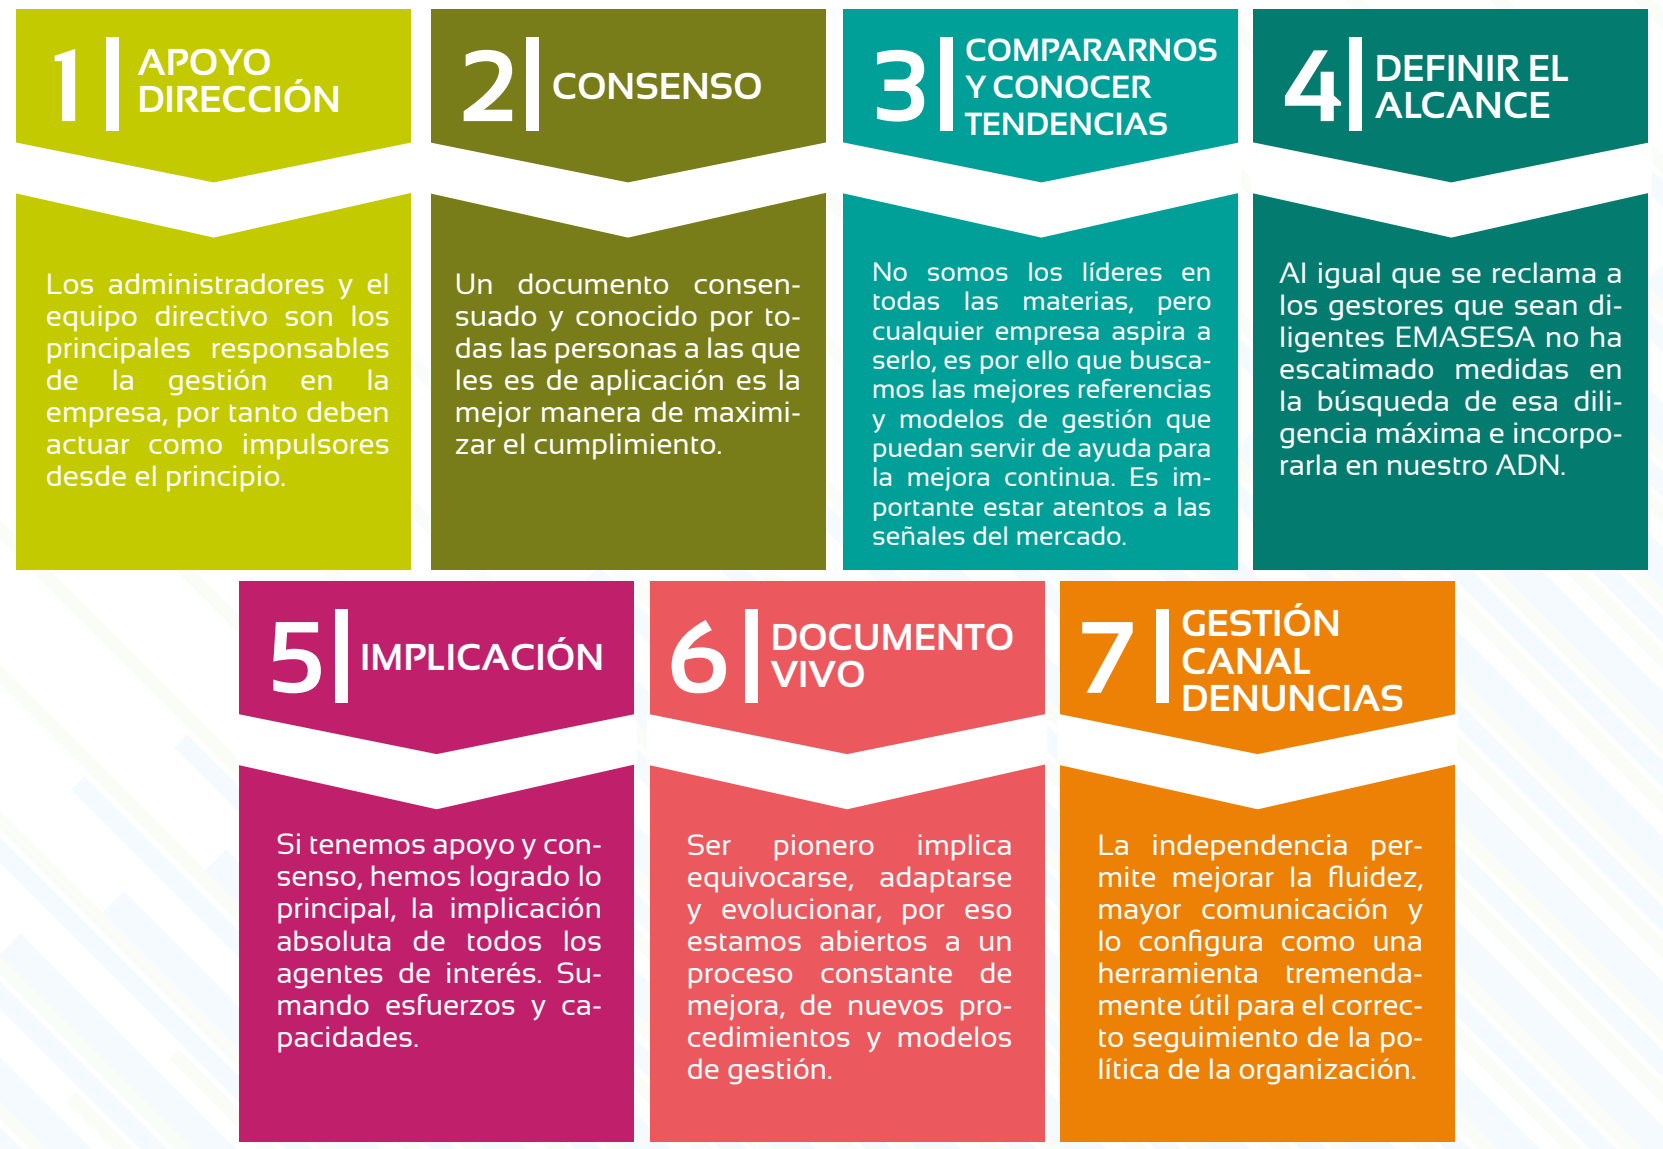 1
APOYO
DIRECCIÓN
Los administradores y el
equipo directivo son los
principales responsables
de la gestión en la
empresa, por tanto deben
actuar como impulsores
desde el principio.
2
CONSENSO
Un documento consen-
suado y conocido por to-
das las personas a las que
les es de aplicación es la
mejor manera de maximi-
zar el cumplimiento.
3
COMPARARNOS
Y CONOCER
TENDENCIAS
No somos los líderes en
todas las materias, pero
cualquier empresa aspira a
serlo, es por ello que busca-
mos las mejores referencias
y modelos de gestión que
puedan servir de ayuda para
la mejora continua. Es im-
portante estar atentos a las
señales del mercado.
4
DEFINIR EL
ALCANCE
Al igual que se reclama a
los gestores que sean di-
ligentes EMASESA no ha
escatimado medidas en
la búsqueda de esa dili-
gencia máxima e incorpo-
rarla en nuestro ADN.
5
IMPLICACIÓN
Si tenemos apoyo y con-
senso, hemos logrado lo
principal, la implicación
absoluta de todos los
agentes de interés. Su-
mando esfuerzos y ca-
pacidades.
6
DOCUMENTO
VIVO
Ser pionero implica
equivocarse, adaptarse
y evolucionar, por eso
estamos abiertos a un
proceso constante de
mejora, de nuevos pro-
cedimientos y modelos
de gestión.
7
GESTIÓN
CANAL
DENUNCIAS
La independencia per-
mite mejorar la fluidez,
mayor comunicación y
lo configura como una
herramienta tremenda-
mente útil para el correc-
to seguimiento de la po-
lítica de la organización.